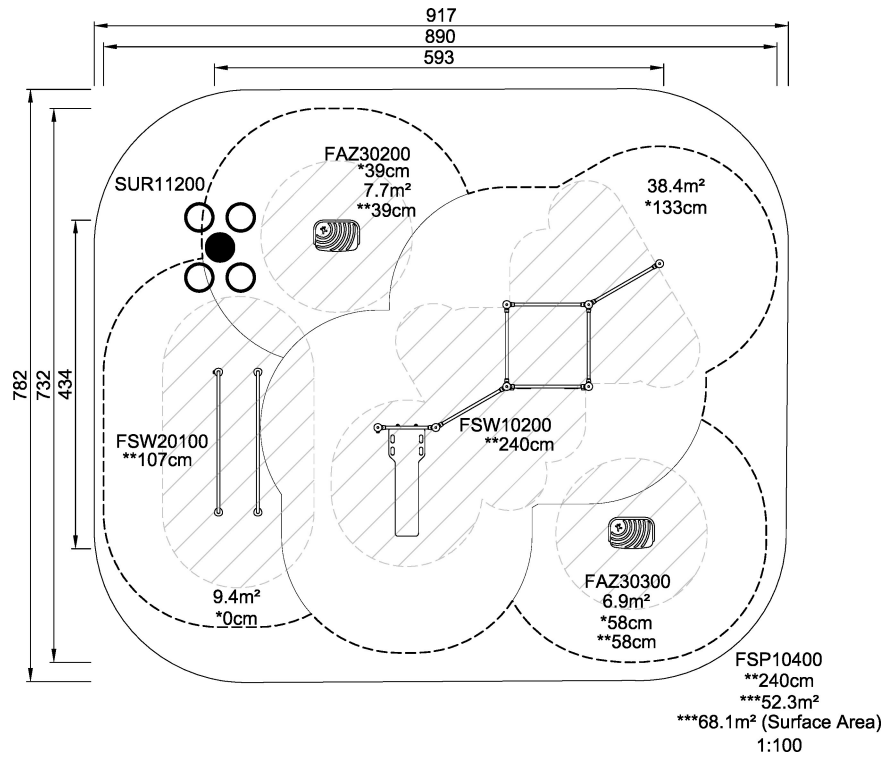 917
890
593
FAZ30200
*39cm
7.7m²
**39cm
SUR11200
38.4m²
*133cm
782
732
434
FSW20100
**107cm
FSW10200
**240cm
9.4m²
*0cm
FAZ30300
6.9m²
*58cm
**58cm
FSP10400
**240cm
***52.3m²
***68.1m² (Surface Area)
1:100